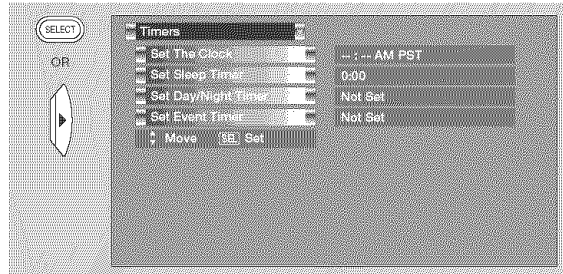 SELECT
OR
Timers
Set The Clock -- : -- AM PST
Set Sleep Timer 0:00
Set Day/Night Timer Not Set
Set Event Timer Not Set
Move SEL Set